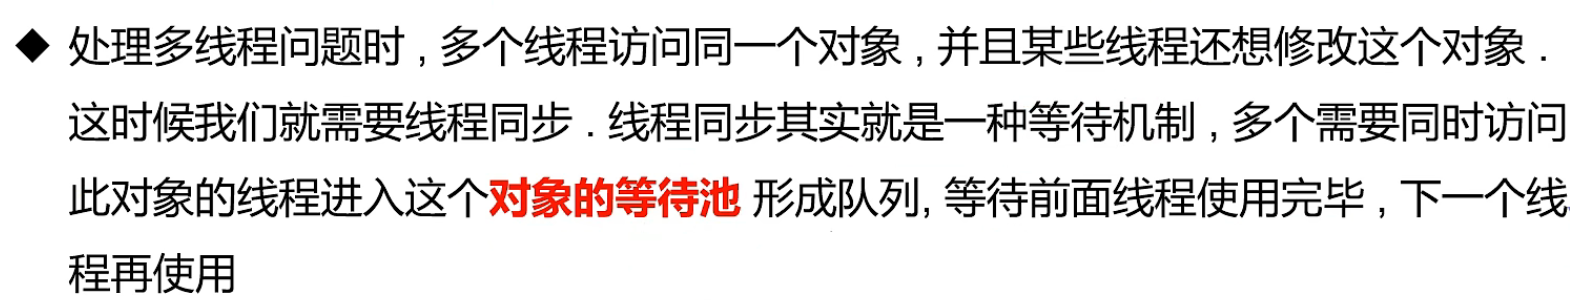 ◆ 处理多线程问题时 , 多个线程访问同一个对象 , 并且某些线程还想修改这个对象 .
这时候我们就需要线程同步 . 线程同步其实就是一种等待机制 , 多个需要同时访问
此对象的线程进入这个对象的等待池 形成队列, 等待前面线程使用完毕 , 下一个线
程再使用